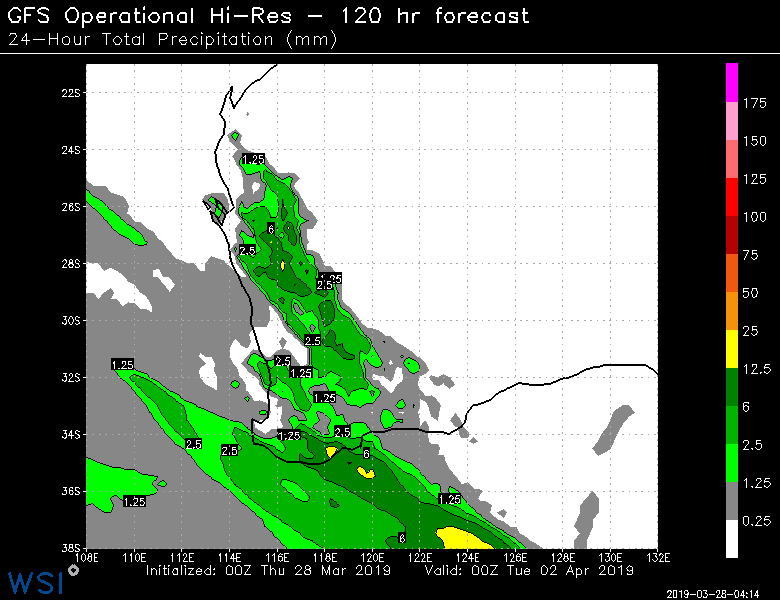 GFS Operational Hi-Res - 120 hr forecast
24-Hour Total Precipitation (mm)
22S
24S
26S
28S
30S
32S
34S
36S
38S
1.25
6
2.5
1.25
2.5
2.5
1.25
2.5
1.25
1.25
1.25
2.5
2.5
2.5
6
1.25
1.25
6
175
150
125
100
75
50
25
12.5
6
2.5
1.25
0.25
108E 110E 112E 114E 116E 118E 120E 122E 124E 126E 128E 130E 132E
Initialized: 00Z Thu 28 Mar 2019 Valid: 00Z Tue 02 Apr 2019
WSI
2019-03-28-04:14